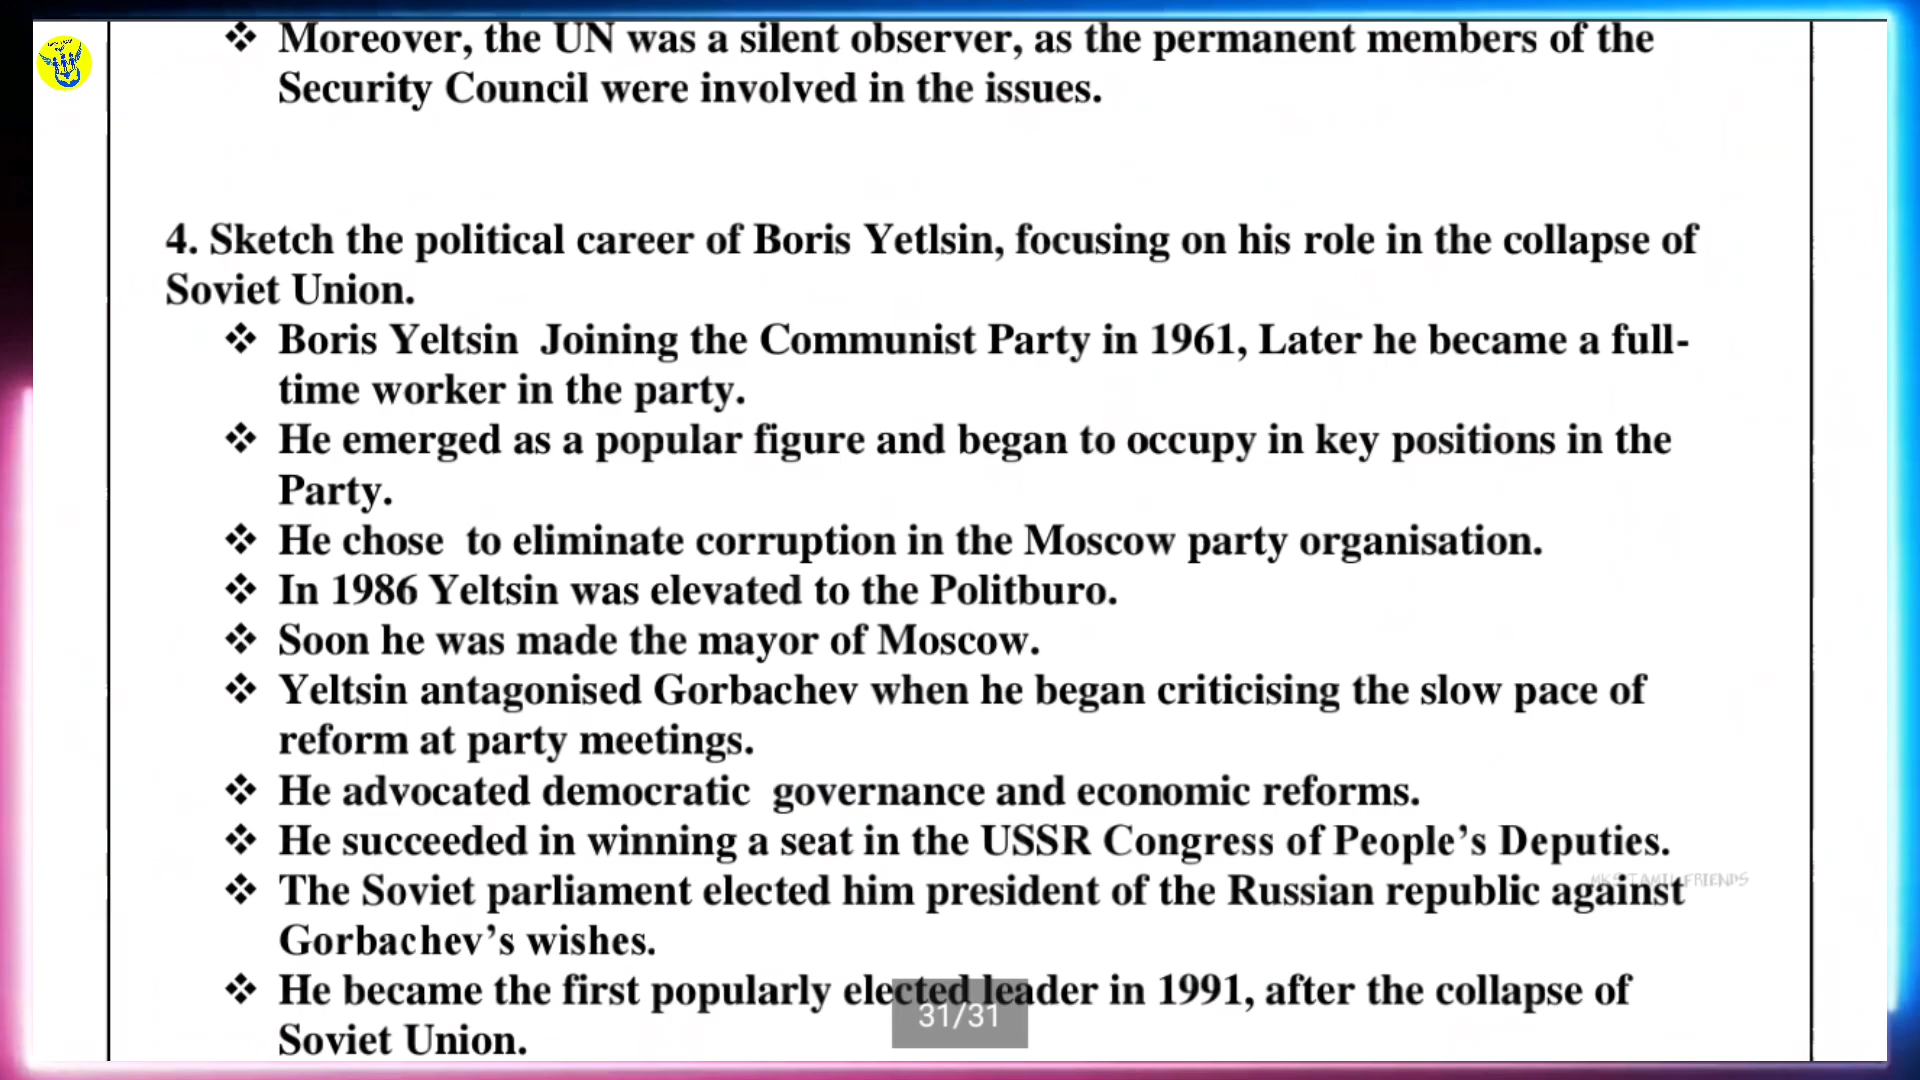 ❖ Moreover, the UN was a silent observer, as the permanent members of the
Security Council were involved in the issues.
4. Sketch the political career of Boris Yetlsin, focusing on his role in the collapse of
Soviet Union.
❖ Boris Yeltsin Joining the Communist Party in 1961, Later he became a full-
time worker in the party.
❖ He emerged as a popular figure and began to occupy in key positions in the
Party.
❖ He chose to eliminate corruption in the Moscow party organisation.
❖ In 1986 Yeltsin was elevated to the Politburo.
❖ Soon he was made the mayor of Moscow.
❖ Yeltsin antagonised Gorbachev when he began criticising the slow pace of
reform at party meetings.
❖ He advocated democratic governance and economic reforms.
❖ He succeeded in winning a seat in the USSR Congress of People’s Deputies.
MKS TAMIL FRIENDS
❖ The Soviet parliament elected him president of the Russian republic against
Gorbachev’s wishes.
❖ He became the first popularly elected leader in 1991, after the collapse of
31/31
Soviet Union.